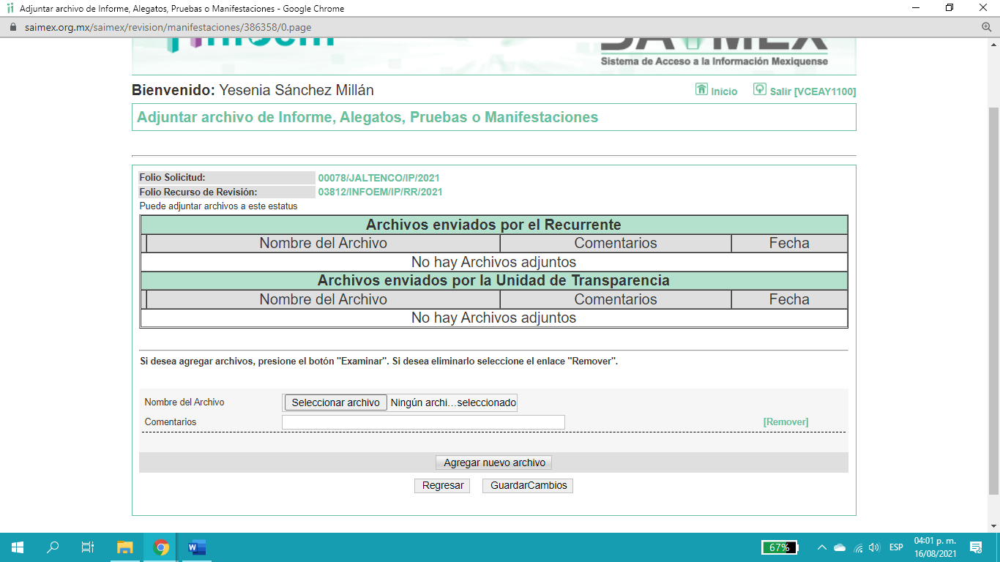 Adjuntar archivo de Informe, Alegatos, Pruebas o Manifestaciones - Google Chrome
saimex.org.mx/saimex/revision/manifestaciones/386358/0.page
infoem
SAIMEX
Sistema de Acceso a la Información Mexiquense
Bienvenido: Yesenia Sánchez Millán
Inicio
Salir [VCEAY1100]
Adjuntar archivo de Informe, Alegatos, Pruebas o Manifestaciones
Folio Solicitud: 00078/JALTENCO/IP/2021
Folio Recurso de Revisión: 03812/INFOEM/IP/RR/2021
Puede adjuntar archivos a este estatus
Archivos enviados por el Recurrente
Nombre del Archivo Comentarios Fecha
No hay Archivos adjuntos
Archivos enviados por la Unidad de Transparencia
Nombre del Archivo Comentarios Fecha
No hay Archivos adjuntos
Si desea agregar archivos, presione el botón "Examinar". Si desea eliminarlo seleccione el enlace "Remover".
Nombre del Archivo Seleccionar archivo Ningún archi...seleccionado
Comentarios [Remover]
Agregar nuevo archivo
Regresar GuardarCambios
67% ESP 04:01 p. m.
16/08/2021